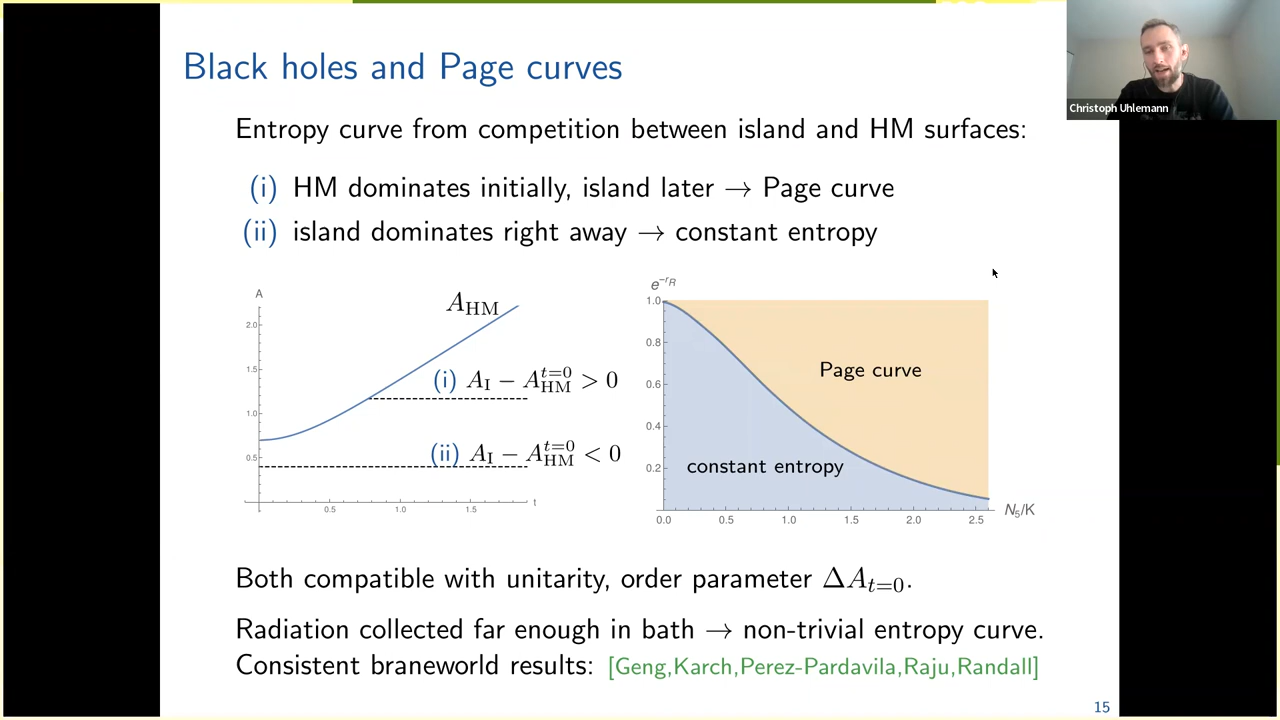 Black holes and Page curves
Christoph Uhlemann
Entropy curve from competition between island and HM surfaces:
(i) HM dominates initially, island later → Page curve
(ii) island dominates right away → constant entropy
A
2.0
1.5
1.0
0.5
0.5
1.0
1.5
t
A_HM
(i) A_I − A_HM^{t=0} > 0
(ii) A_I − A_HM^{t=0} < 0
e^{−r_R}
1.0
0.8
0.6
0.4
0.2
0.0
0.5
1.0
1.5
2.0
2.5
N₅/K
Page curve
constant entropy
Both compatible with unitarity, order parameter ΔA_{t=0}.
Radiation collected far enough in bath → non-trivial entropy curve.
Consistent braneworld results: [Geng,Karch,Perez-Pardavila,Raju,Randall]
15